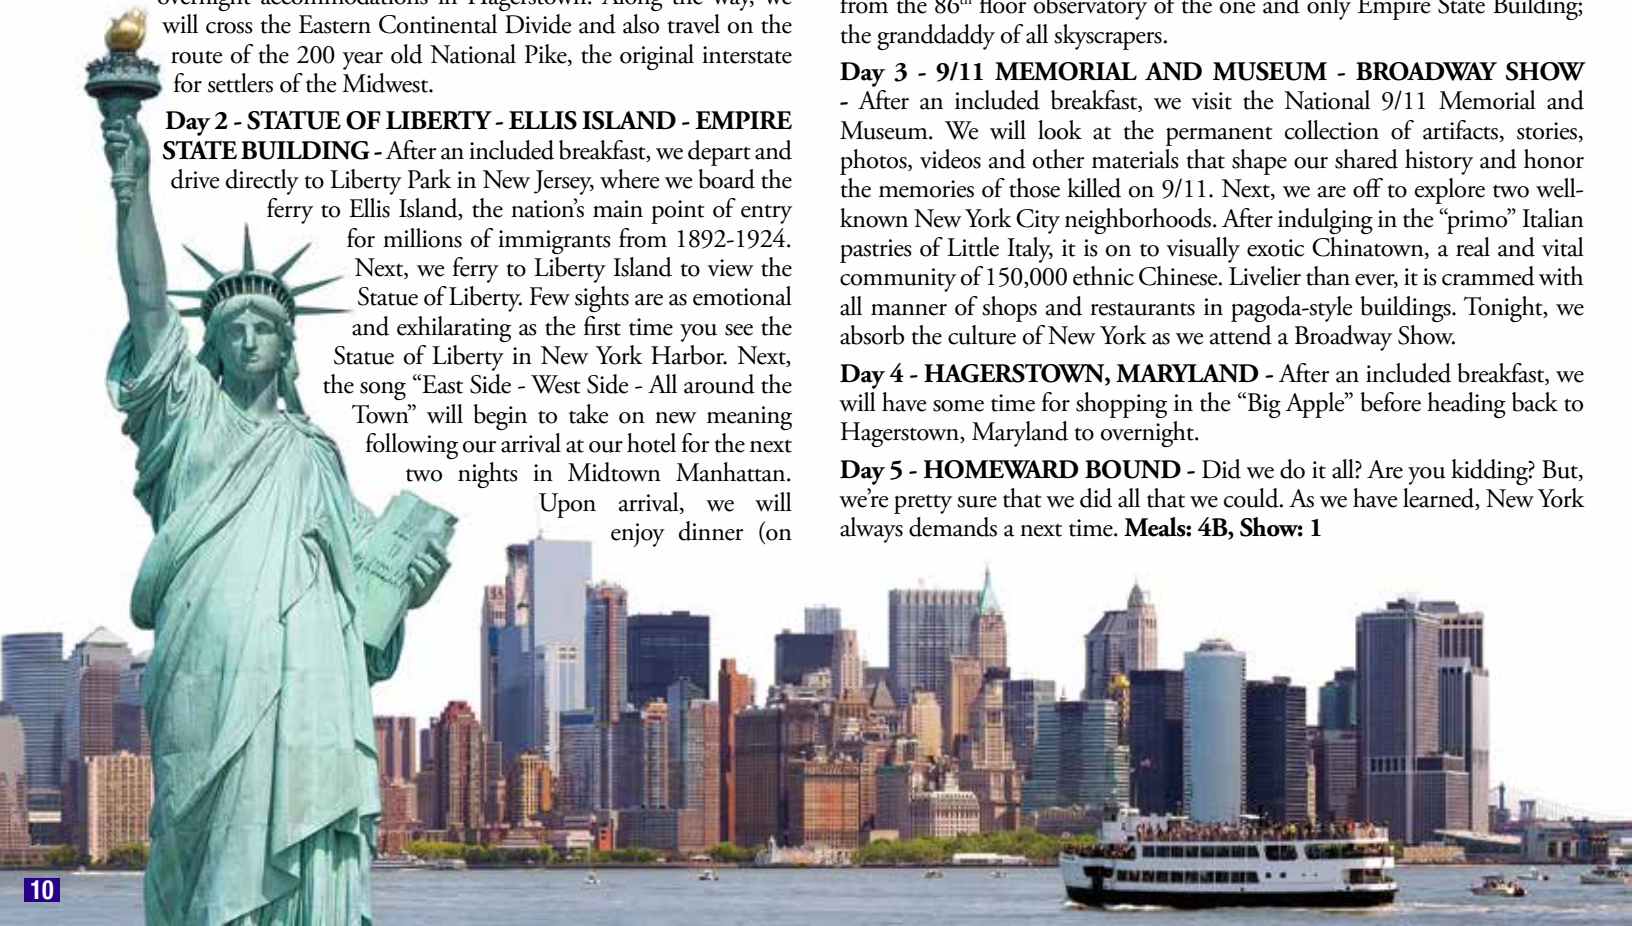 overnight accommodations in Hagerstown. Along the way, we
will cross the Eastern Continental Divide and also travel on the
route of the 200 year old National Pike, the original interstate
for settlers of the Midwest.
Day 2 - STATUE OF LIBERTY - ELLIS ISLAND - EMPIRE
STATE BUILDING - After an included breakfast, we depart and
drive directly to Liberty Park in New Jersey, where we board the
ferry to Ellis Island, the nation’s main point of entry
for millions of immigrants from 1892-1924.
Next, we ferry to Liberty Island to view the
Statue of Liberty. Few sights are as emotional
and exhilarating as the first time you see the
Statue of Liberty in New York Harbor. Next,
the song “East Side - West Side - All around the
Town” will begin to take on new meaning
following our arrival at our hotel for the next
two nights in Midtown Manhattan.
Upon arrival, we will
enjoy dinner (on
from the 86th floor observatory of the one and only Empire State Building;
the granddaddy of all skyscrapers.
Day 3 - 9/11 MEMORIAL AND MUSEUM - BROADWAY SHOW
- After an included breakfast, we visit the National 9/11 Memorial and
Museum. We will look at the permanent collection of artifacts, stories,
photos, videos and other materials that shape our shared history and honor
the memories of those killed on 9/11. Next, we are off to explore two well-
known New York City neighborhoods. After indulging in the “primo” Italian
pastries of Little Italy, it is on to visually exotic Chinatown, a real and vital
community of 150,000 ethnic Chinese. Livelier than ever, it is crammed with
all manner of shops and restaurants in pagoda-style buildings. Tonight, we
absorb the culture of New York as we attend a Broadway Show.
Day 4 - HAGERSTOWN, MARYLAND - After an included breakfast, we
will have some time for shopping in the “Big Apple” before heading back to
Hagerstown, Maryland to overnight.
Day 5 - HOMEWARD BOUND - Did we do it all? Are you kidding? But,
we’re pretty sure that we did all that we could. As we have learned, New York
always demands a next time. Meals: 4B, Show: 1
10